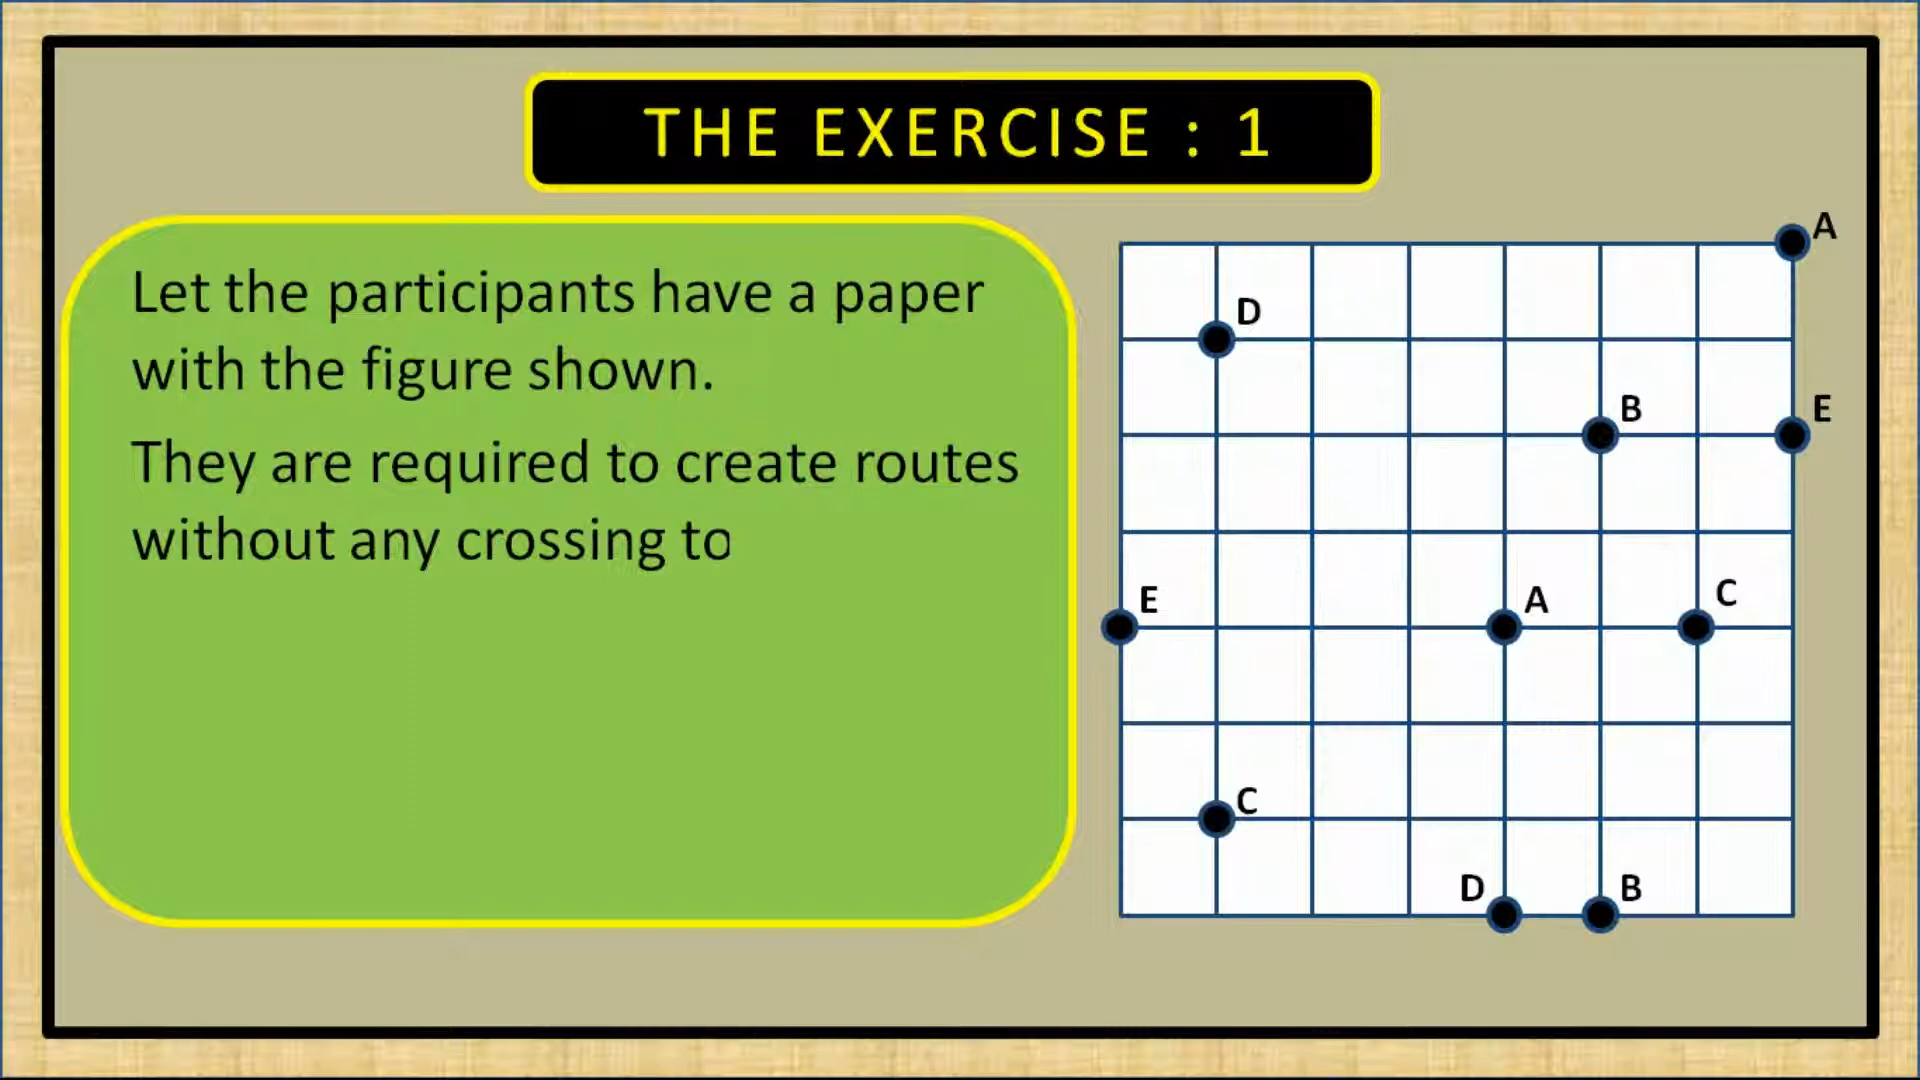 THE EXERCISE : 1
Let the participants have a paper
with the figure shown.
They are required to create routes
without any crossing to
A
D
B
E
E
A
C
C
D
B